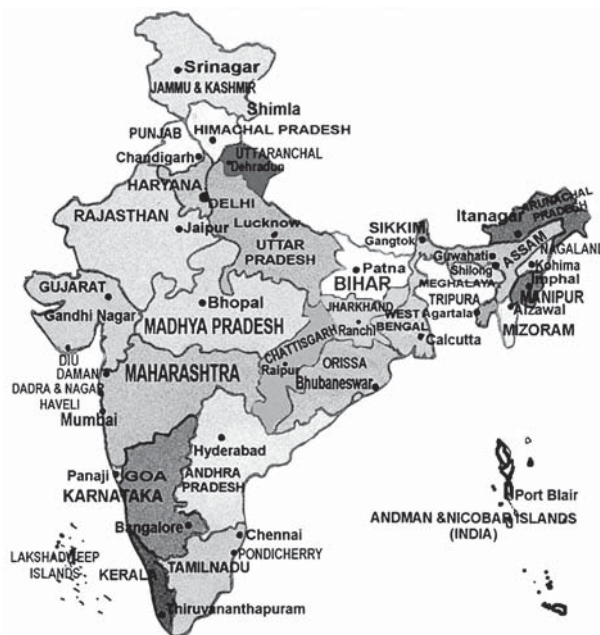 Srinagar
JAMMU & KASHMIR
Shimla
PUNJAB
HIMACHAL PRADESH
Chandigarh
UTTARANCHAL
Dehradun
HARYANA
DELHI
RAJASTHAN
Jaipur
Lucknow
UTTAR
PRADESH
SIKKIM
Gangtok
Itanagar
ARUNACHAL
PRADESH
ASSAM
NAGALAND
Guwahati
Shilong
Kohima
MEGHALAYA
Imphal
MANIPUR
Patna
BIHAR
TRIPURA
Agartala
Aizawal
MIZORAM
GUJARAT
Gandhi Nagar
Bhopal
MADHYA PRADESH
JHARKHAND
Ranchi
WEST
BENGAL
Calcutta
CHATTISGARH
Raipur
ORISSA
Bhubaneswar
DIU
DAMAN
DADRA & NAGAR
HAVELI
MAHARASHTRA
Mumbai
Hyderabad
ANDHRA
PRADESH
Panaji
GOA
KARNATAKA
Bangalore
Chennai
PONDICHERRY
Port Blair
ANDMAN & NICOBAR ISLANDS
(INDIA)
LAKSHADWEEP
ISLANDS
KERALA
TAMILNADU
Thiruvananthapuram